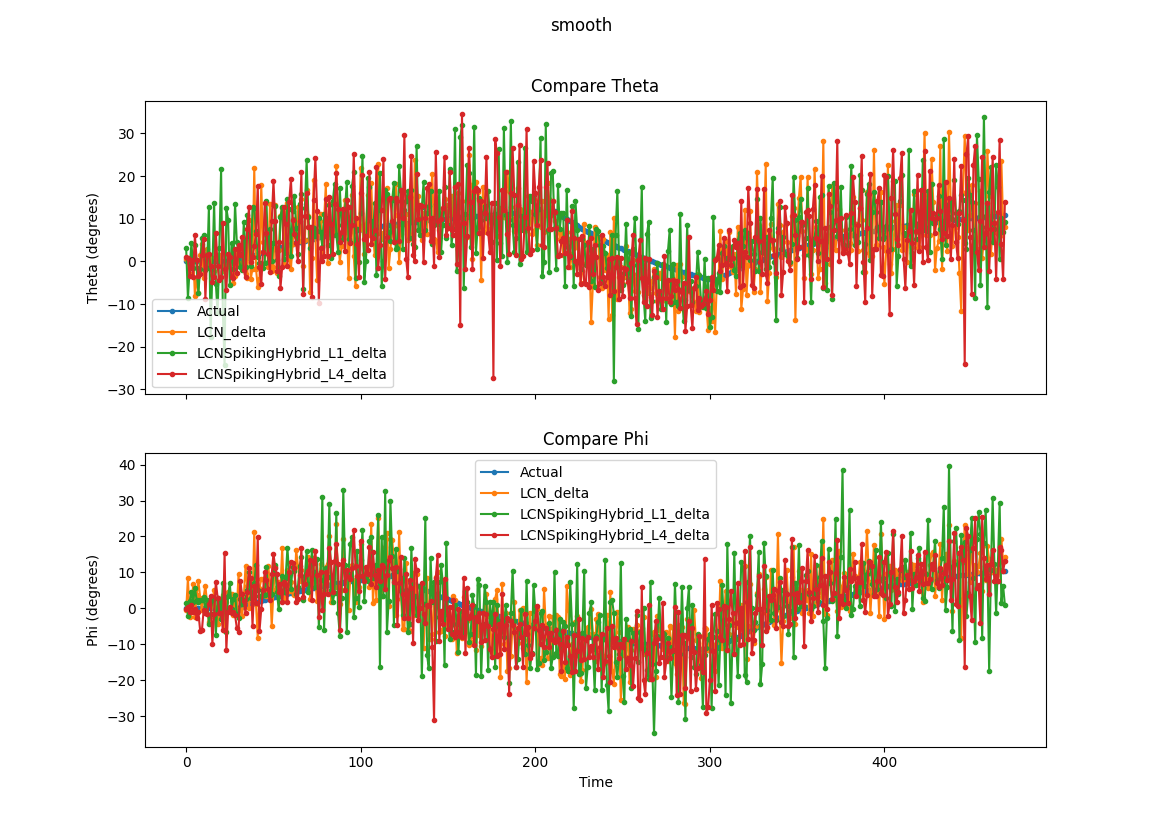 smooth
Compare Theta
Theta (degrees)
30
20
10
0
−10
−20
−30
Actual
LCN_delta
LCNSpikingHybrid_L1_delta
LCNSpikingHybrid_L4_delta
Compare Phi
Phi (degrees)
40
30
20
10
0
−10
−20
−30
Actual
LCN_delta
LCNSpikingHybrid_L1_delta
LCNSpikingHybrid_L4_delta
0 100 200 300 400
Time